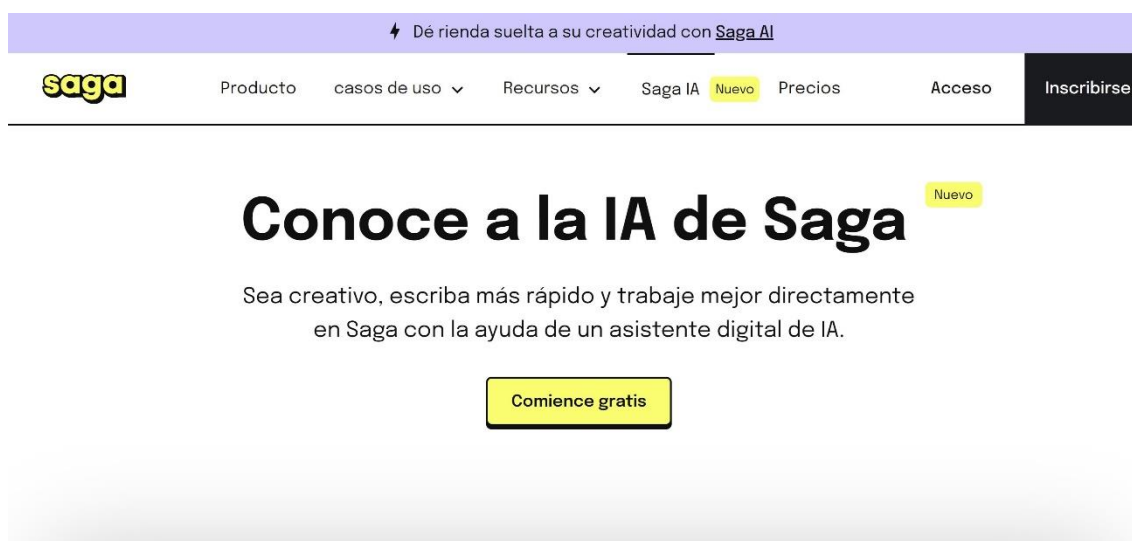 Dé rienda suelta a su creatividad con Saga AI
saga Producto casos de uso Recursos Saga IA Nuevo Precios Acceso Inscribirse
Conoce a la IA de Saga Nuevo
Sea creativo, escriba más rápido y trabaje mejor directamente
en Saga con la ayuda de un asistente digital de IA.
Comience gratis